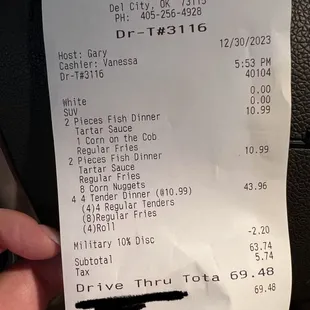 Del City, OK 73115
PH: 405-256-4928
Dr-T#3116
12/30/2023
Host: Gary
Cashier: Vanessa 5:53 PM
Dr-T#3116 40104
White 0.00
SUV 0.00
2 Pieces Fish Dinner 10.99
Tartar Sauce
1 Corn on the Cob
Regular Fries
2 Pieces Fish Dinner 10.99
Tartar Sauce
Regular Fries
8 Corn Nuggets
4 4 Tender Dinner (@10.99) 43.96
(4)4 Regular Tenders
(8)Regular Fries
(4)Roll
Military 10% Disc -2.20
Subtotal 63.74
Tax 5.74
Drive Thru Tota 69.48
69.48